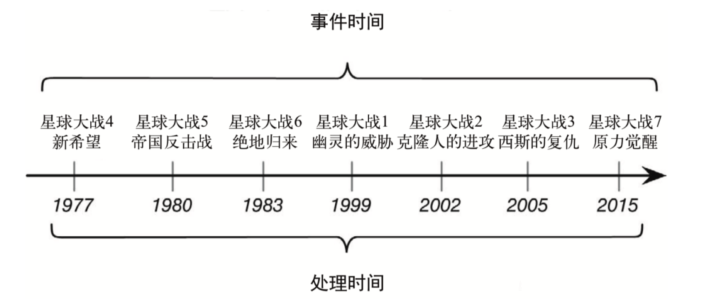 事件时间
星球大战4 星球大战5 星球大战6 星球大战1 星球大战2 星球大战3 星球大战7
新希望 帝国反击战 绝地归来 幽灵的威胁 克隆人的进攻 西斯的复仇 原力觉醒
1977 1980 1983 1999 2002 2005 2015
处理时间